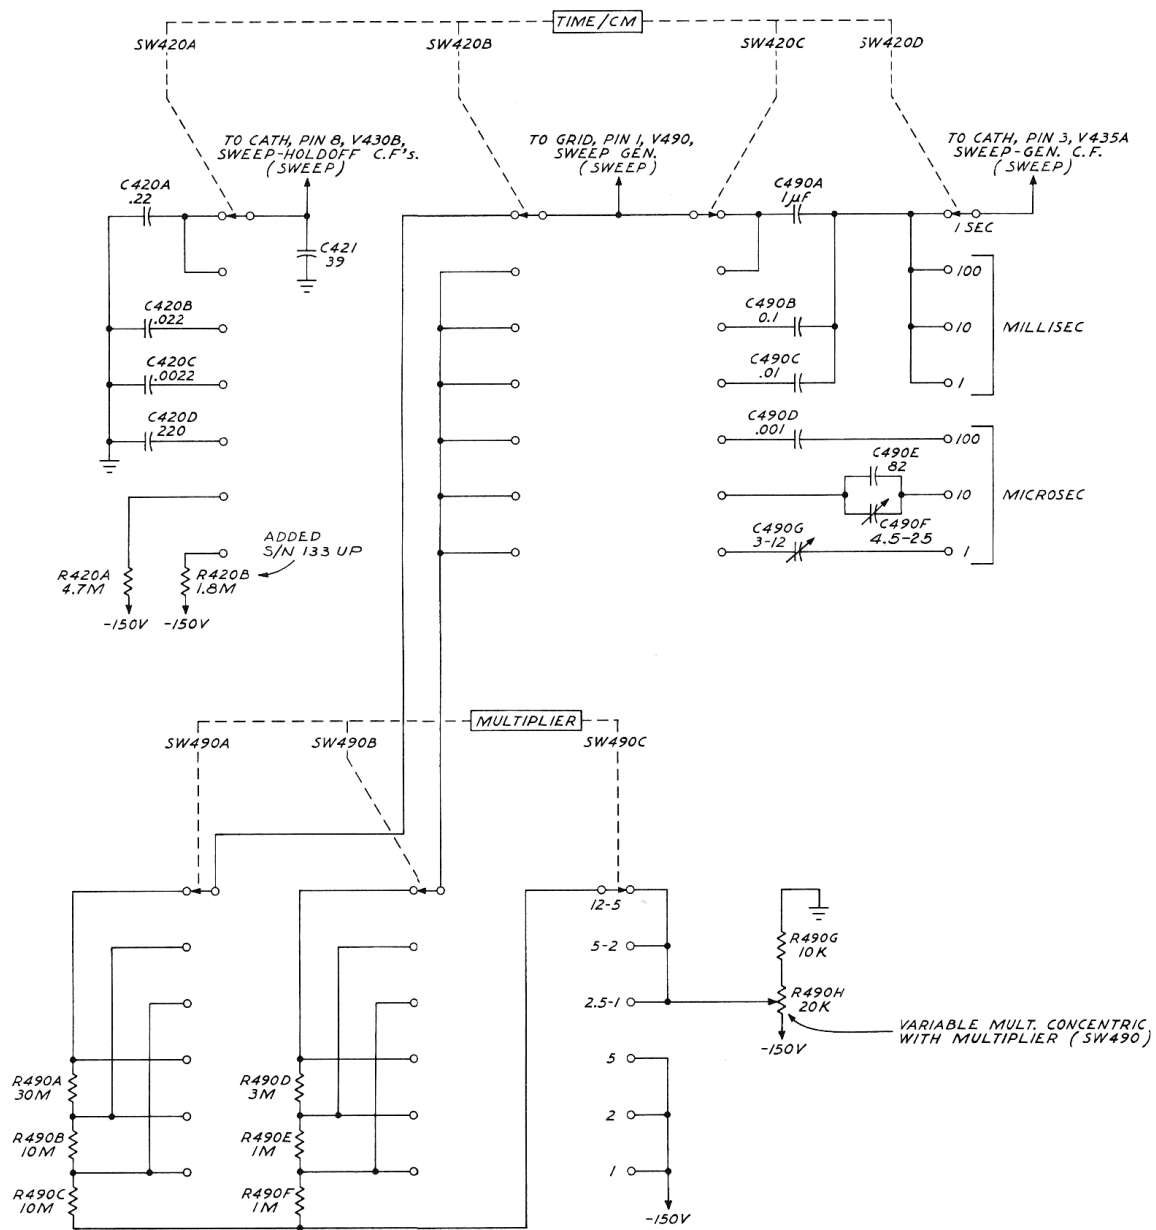 TIME/CM
SW420A
SW420B
SW420C
SW420D
TO CATH, PIN 8, V430B,
SWEEP-HOLDOFF C.F's.
(SWEEP)
TO GRID, PIN 1, V490,
SWEEP GEN.
(SWEEP)
TO CATH, PIN 3, V435A
SWEEP-GEN. C.F.
(SWEEP)
C420A
.22
C421
39
C490A
1µF
1 SEC
100
10
1
MILLISEC
C420B
.022
C490B
0.1
C420C
.0022
C490C
.01
C420D
220
C490D
.001
100
10
1
MICROSEC
C490E
82
C490F
4.5-25
C490G
3-12
ADDED
S/N 133 UP
R420A
4.7M
R420B
1.8M
-150V
-150V
MULTIPLIER
SW490A
SW490B
SW490C
12-5
5-2
2.5-1
5
2
1
R490G
10K
R490H
20K
-150V
VARIABLE MULT. CONCENTRIC
WITH MULTIPLIER (SW490)
R490A
30M
R490D
3M
R490B
10M
R490E
1M
R490C
10M
R490F
1M
-150V